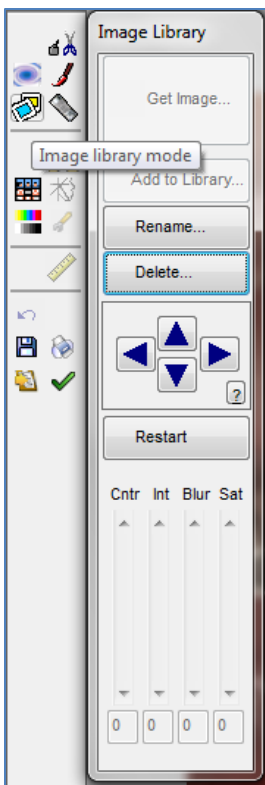 Image Library
Get Image...
Image library mode
Add to Library...
Rename...
Delete...
?
Restart
Cntr Int Blur Sat
0 0 0 0